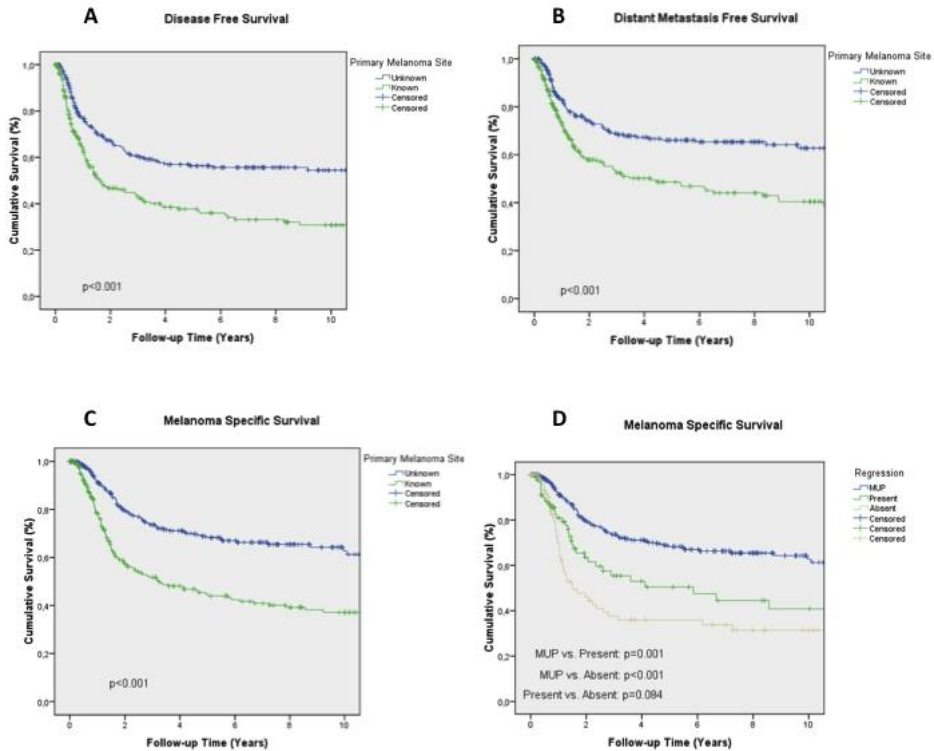 A
Disease Free Survival
Cumulative Survival (%)
1,0
0,8
0,6
0,4
0,2
0,0
p<0.001
0 2 4 6 8 10
Follow-up Time (Years)
Primary Melanoma Site
Unknown
Known
Censored
Censored
B
Distant Metastasis Free Survival
Cumulative Survival (%)
1,0
0,8
0,6
0,4
0,2
0,0
p<0.001
0 2 4 6 8 10
Follow-up Time (Years)
Primary Melanoma Site
Unknown
Known
Censored
Censored
C
Melanoma Specific Survival
Cumulative Survival (%)
1,0
0,8
0,6
0,4
0,2
0,0
p<0.001
0 2 4 6 8 10
Follow-up Time (Years)
Primary Melanoma Site
Unknown
Known
Censored
Censored
D
Melanoma Specific Survival
Cumulative Survival (%)
1,0
0,8
0,6
0,4
0,2
0,0
MUP vs. Present: p=0.001
MUP vs. Absent: p<0.001
Present vs. Absent: p=0.084
0 2 4 6 8 10
Follow-up Time (Years)
Regression
MUP
Present
Absent
Censored
Censored
Censored